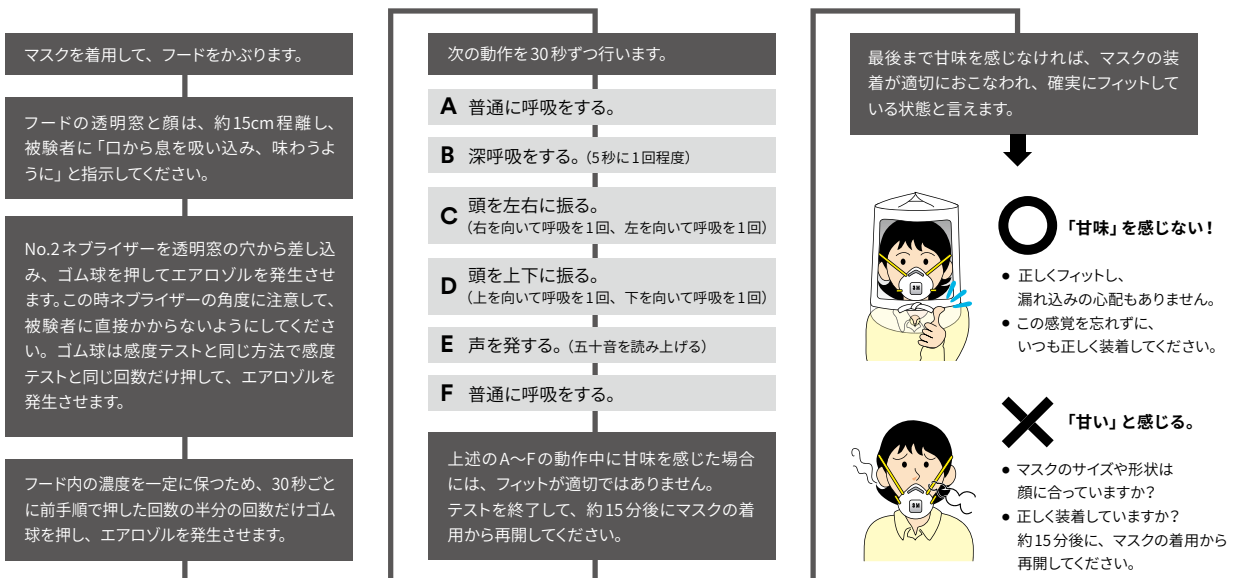 マスクを着用して、フードをかぶります。
フードの透明窓と顔は、約15cm程離し、
被験者に「口から息を吸い込み、味わうよ
うに」と指示してください。
No.2ネブライザーを透明窓の穴から差し込
み、ゴム球を押してエアロゾルを発生させ
ます。この時ネブライザーの角度に注意して、
被験者に直接かからないようにしてくださ
い。ゴム球は感度テストと同じ方法で感度
テストと同じ回数だけ押して、エアロゾルを
発生させます。
フード内の濃度を一定に保つため、30秒ごと
に前手順で押した回数の半分の回数だけゴム
球を押し、エアロゾルを発生させます。
次の動作を30秒ずつ行います。
A 普通に呼吸をする。
B 深呼吸をする。(5秒に1回程度)
C 頭を左右に振る。
(右を向いて呼吸を1回、左を向いて呼吸を1回)
D 頭を上下に振る。
(上を向いて呼吸を1回、下を向いて呼吸を1回)
E 声を発する。(五十音を読み上げる)
F 普通に呼吸をする。
上述のA〜Fの動作中に甘味を感じた場合
には、フィットが適切ではありません。
テストを終了して、約15分後にマスクの着
用から再開してください。
最後まで甘味を感じなければ、マスクの装
着が適切におこなわれ、確実にフィットして
いる状態と言えます。
「甘味」を感じない!
● 正しくフィットし、
漏れ込みの心配もありません。
● この感覚を忘れずに、
いつも正しく装着してください。
「甘い」と感じる。
● マスクのサイズや形状は
顔に合っていますか?
● 正しく装着していますか?
約15分後に、マスクの着用から
再開してください。